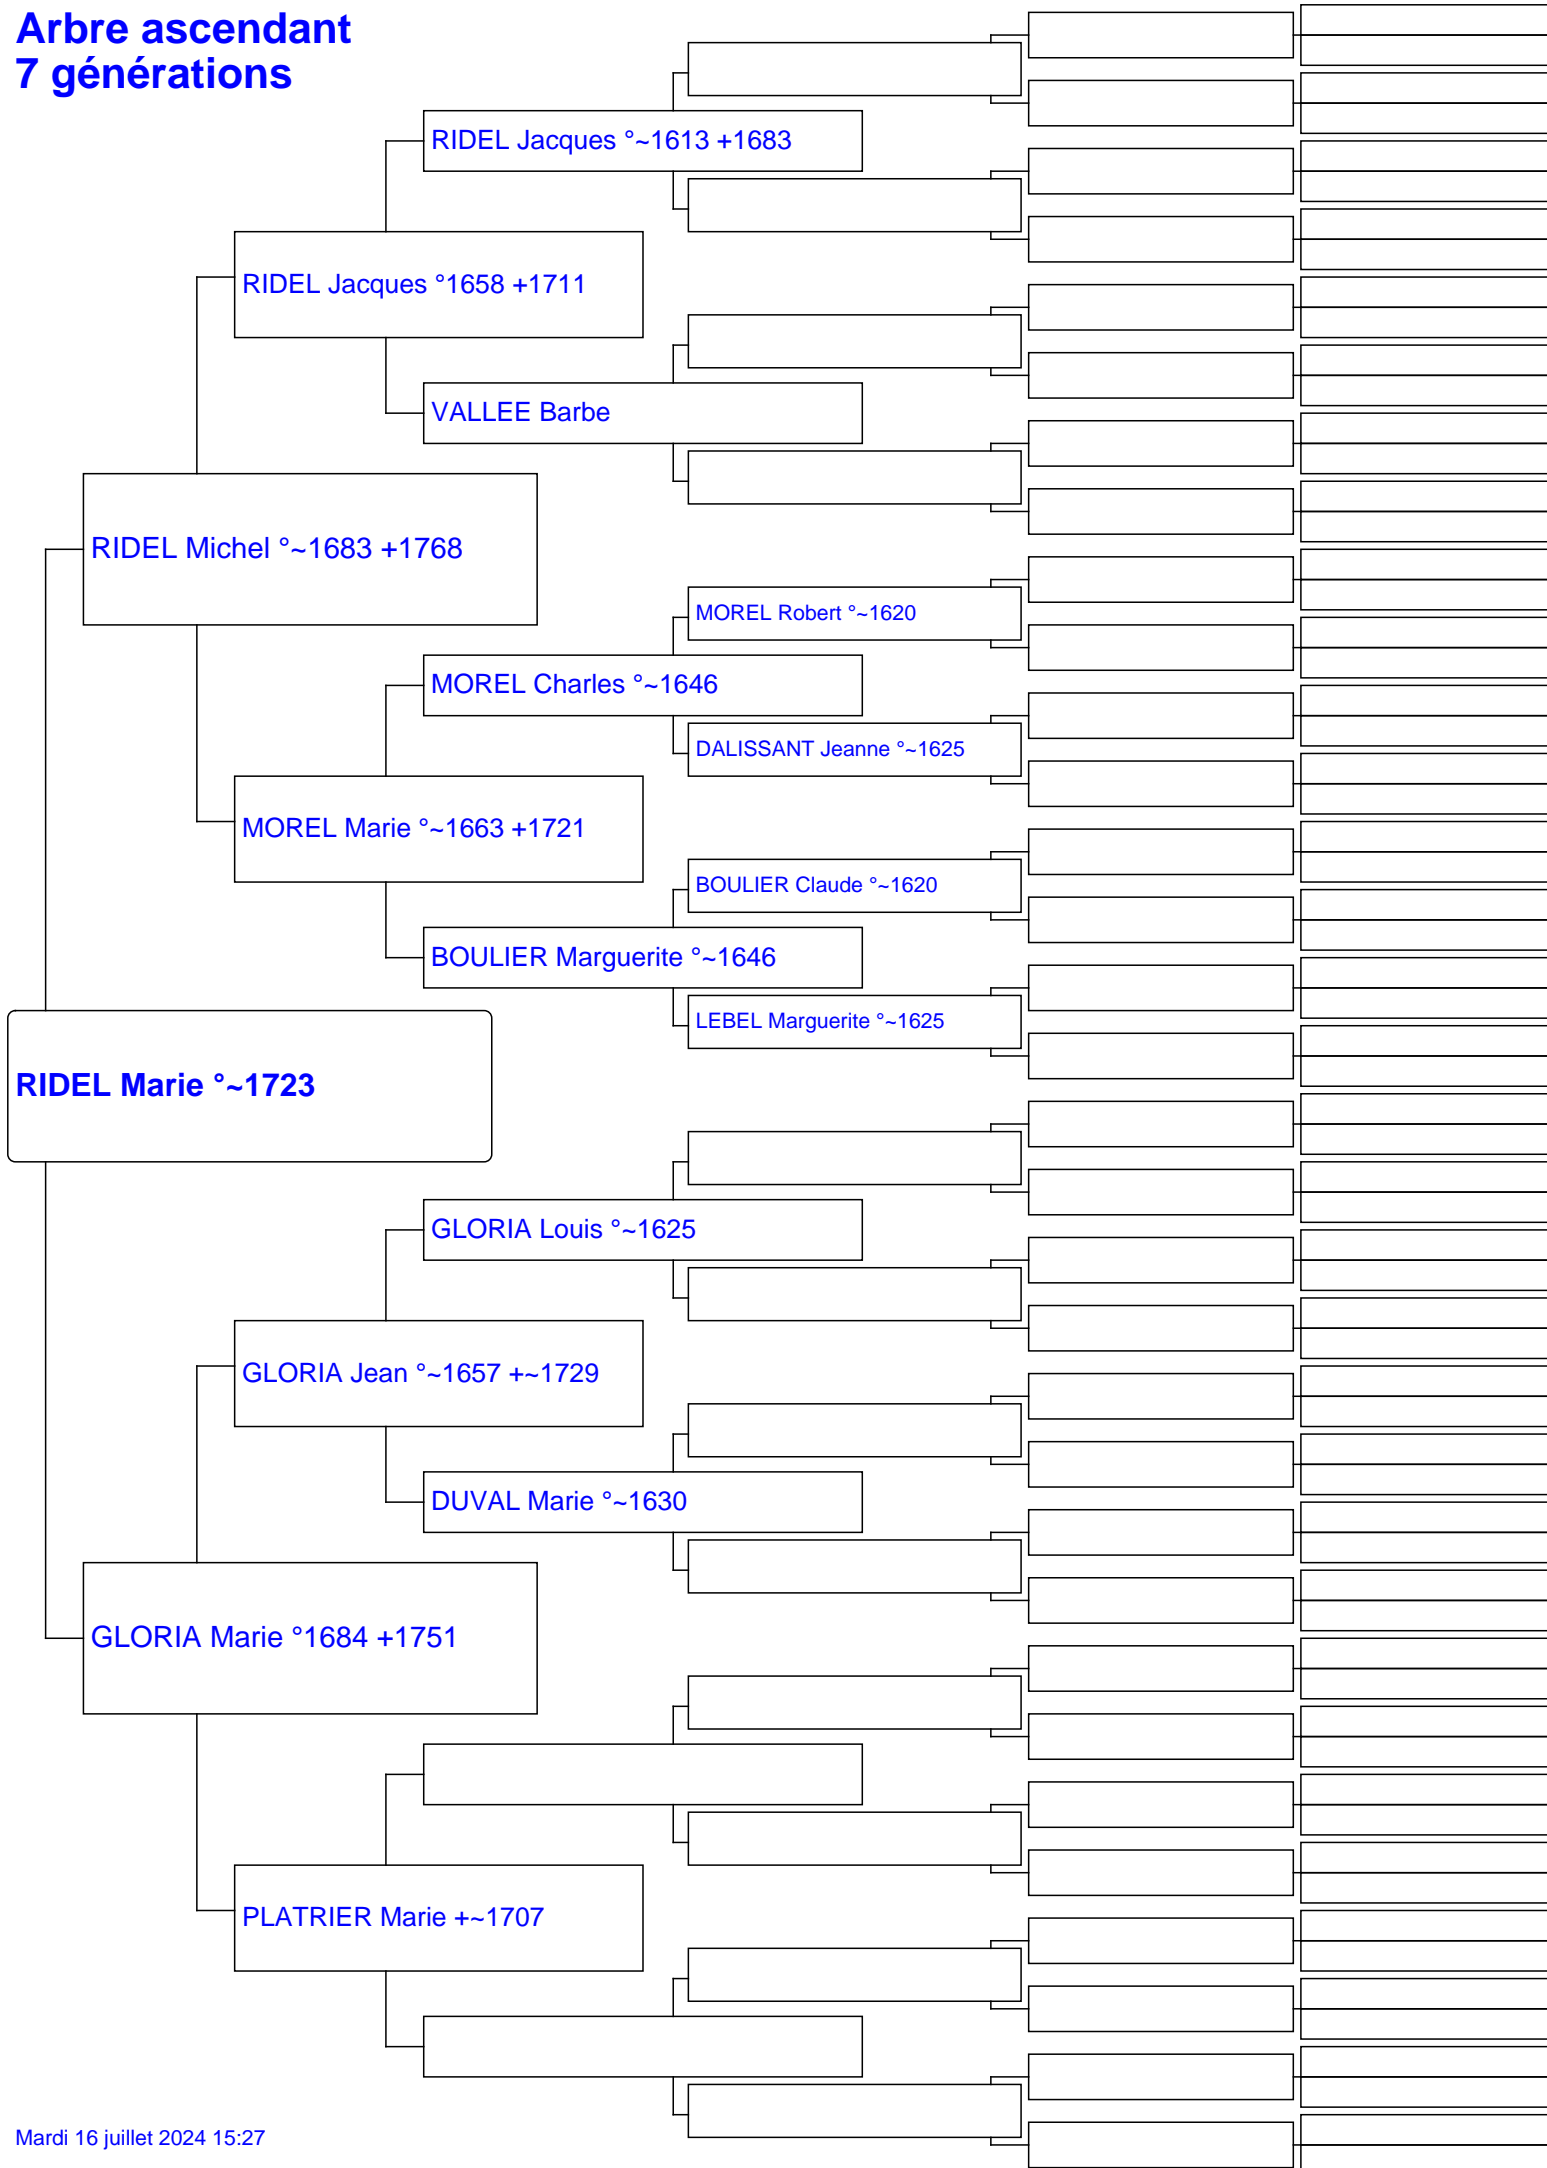 Arbre ascendant
7 générations
RIDEL Jacques °~1613 +1683
RIDEL Jacques °1658 +1711
VALLEE Barbe
RIDEL Michel °~1683 +1768
MOREL Robert °~1620
MOREL Charles °~1646
DALISSANT Jeanne °~1625
MOREL Marie °~1663 +1721
BOULIER Claude °~1620
BOULIER Marguerite °~1646
LEBEL Marguerite °~1625
RIDEL Marie °~1723
GLORIA Louis °~1625
GLORIA Jean °~1657 +~1729
DUVAL Marie °~1630
GLORIA Marie °1684 +1751
PLATRIER Marie +~1707
Mardi 16 juillet 2024 15:27